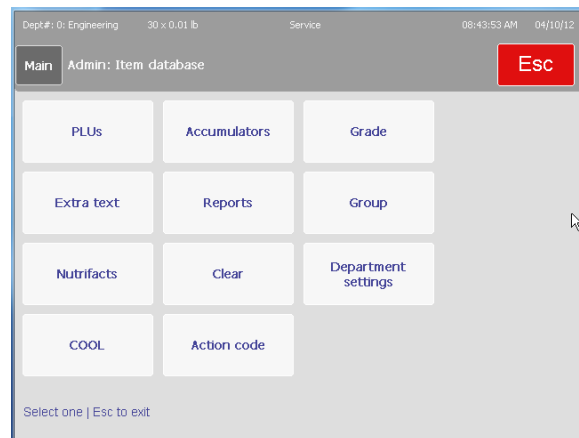 Dept#: 0: Engineering 30 x 0.01 lb Service 08:43:53 AM 04/10/12
Main Admin: Item database Esc
PLUs Accumulators Grade
Extra text Reports Group
Nutrifacts Clear Department
settings
COOL Action code
Select one | Esc to exit